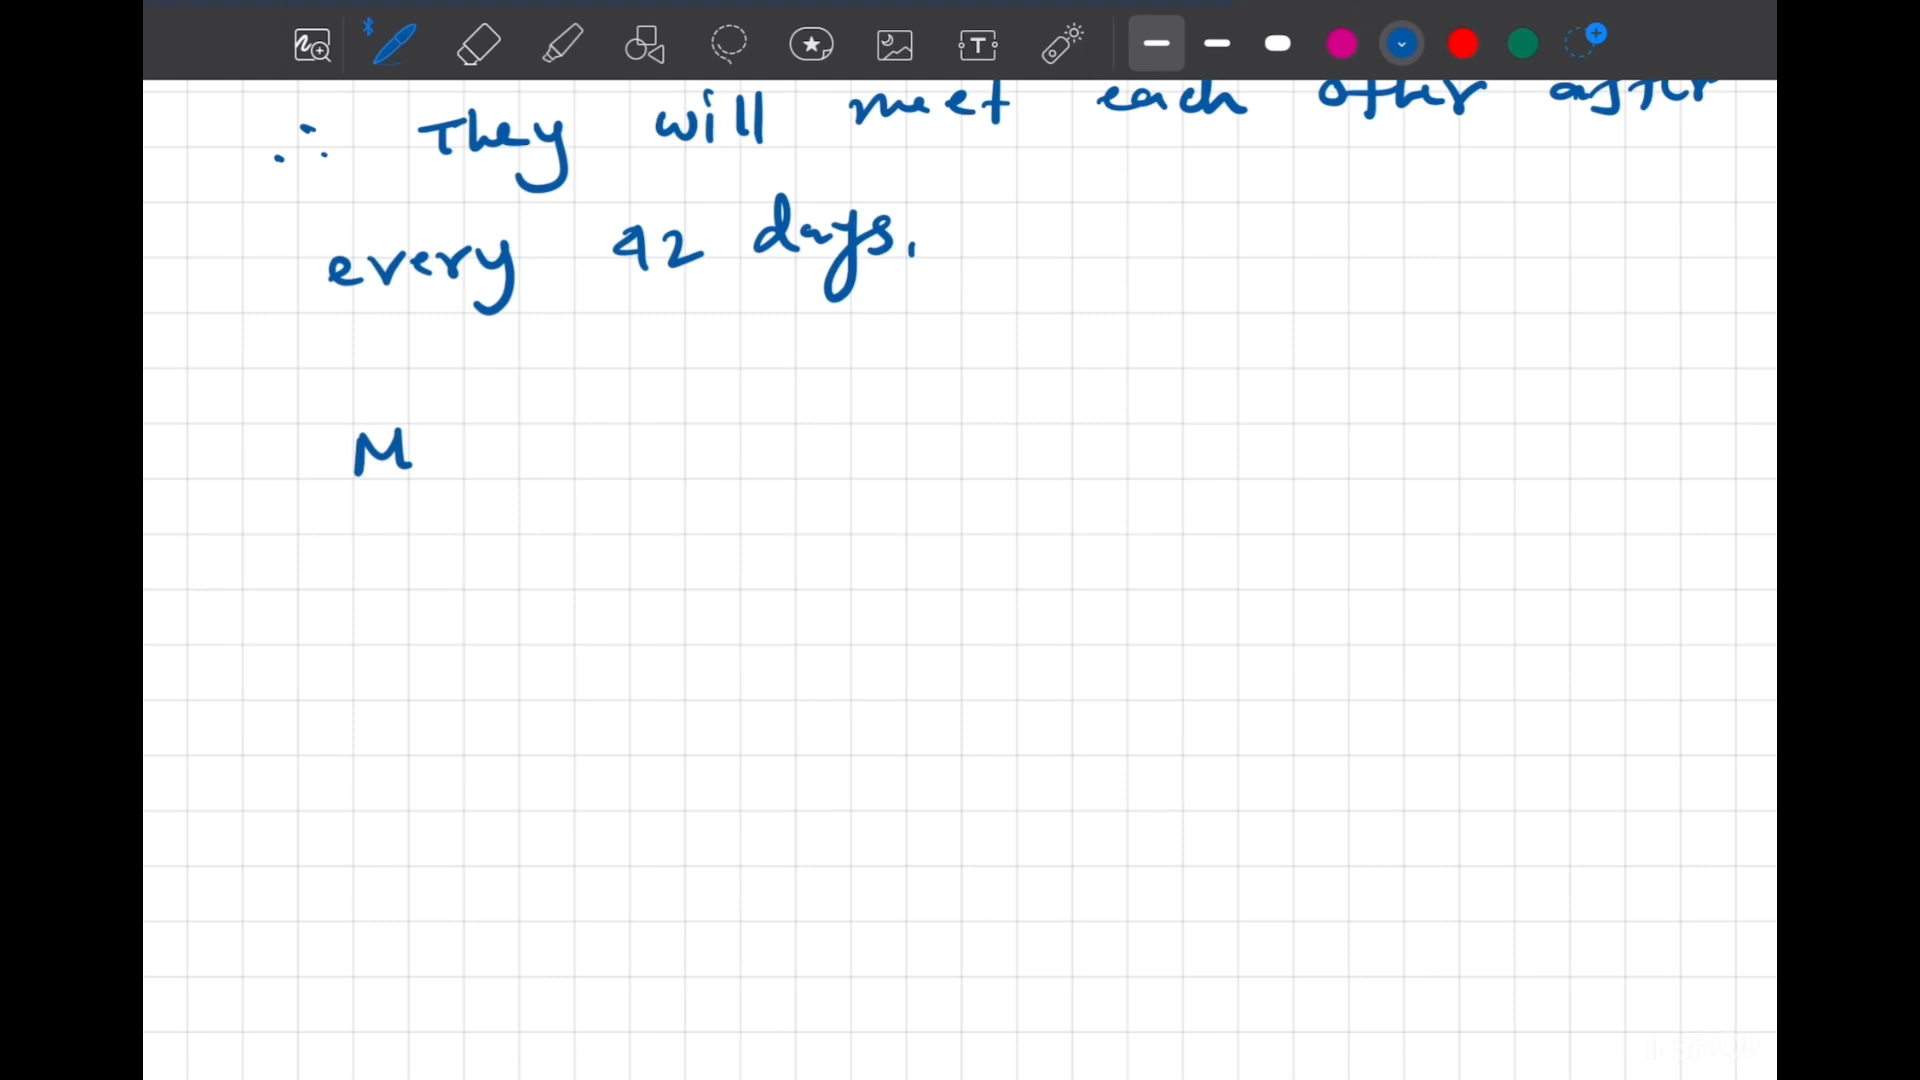 ∴ They will meet each other after
every 42 days.
M